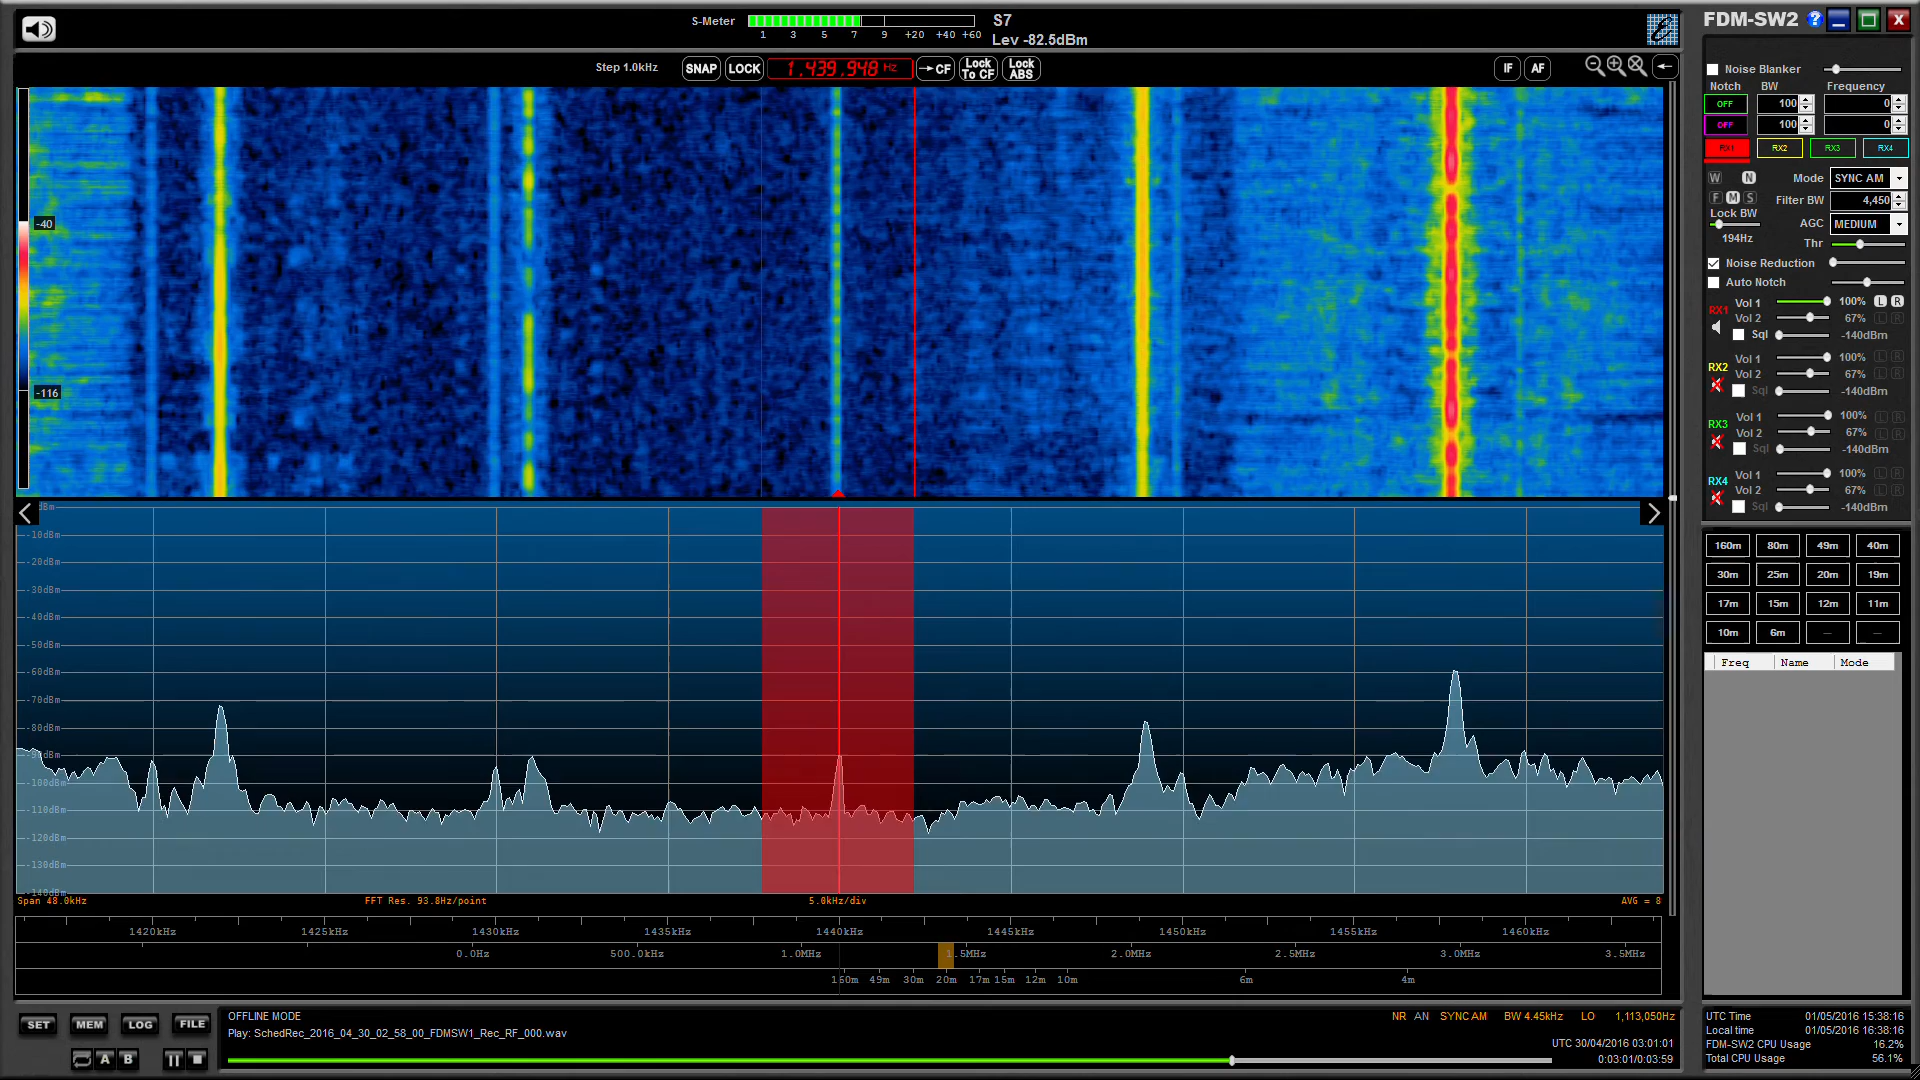 S-Meter
1 3 5 7 9 +20 +40 +60
S7
Lev -82.5dBm
FDM-SW2 ? X
Step 1.0kHz SNAP LOCK 1.439.948 Hz →CF Lock To CF Lock ABS IF AF
Noise Blanker
Notch BW Frequency
OFF 100 0
OFF 100 0
RX1 RX2 RX3 RX4
W N Mode SYNC AM
F M S Filter BW 4,450
Lock BW AGC MEDIUM
194Hz Thr
Noise Reduction
Auto Notch
RX1 Vol 1 100% L R
Vol 2 67% L R
Sql -140dBm
RX2 Vol 1 100% L R
Vol 2 67% L R
Sql -140dBm
RX3 Vol 1 100% L R
Vol 2 67% L R
Sql -140dBm
RX4 Vol 1 100% L R
Vol 2 67% L R
Sql -140dBm
-40
-116
dBm
-10dBm
-20dBm
-30dBm
-40dBm
-50dBm
-60dBm
-70dBm
-80dBm
-90dBm
-100dBm
-110dBm
-120dBm
-130dBm
-140dBm
160m 80m 49m 40m
30m 25m 20m 19m
17m 15m 12m 11m
10m 6m --- ---
Freq Name Mode
Span 48.0kHz FFT Res. 93.8Hz/point 5.0kHz/div AVG = 8
1420kHz 1425kHz 1430kHz 1435kHz 1440kHz 1445kHz 1450kHz 1455kHz 1460kHz
0.0Hz 500.0kHz 1.0MHz 1.5MHz 2.0MHz 2.5MHz 3.0MHz 3.5MHz
160m 49m 30m 20m 17m 15m 12m 10m 6m 4m
SET MEM LOG FILE
A B
OFFLINE MODE
Play: SchedRec_2016_04_30_02_58_00_FDMSW1_Rec_RF_000.wav
NR AN SYNC AM BW 4.45kHz LO 1,113,050Hz
UTC 30/04/2016 03:01:01
0:03:01/0:03:59
UTC Time 01/05/2016 15:38:16
Local time 01/05/2016 16:38:16
FDM-SW2 CPU Usage 16.2%
Total CPU Usage 56.1%